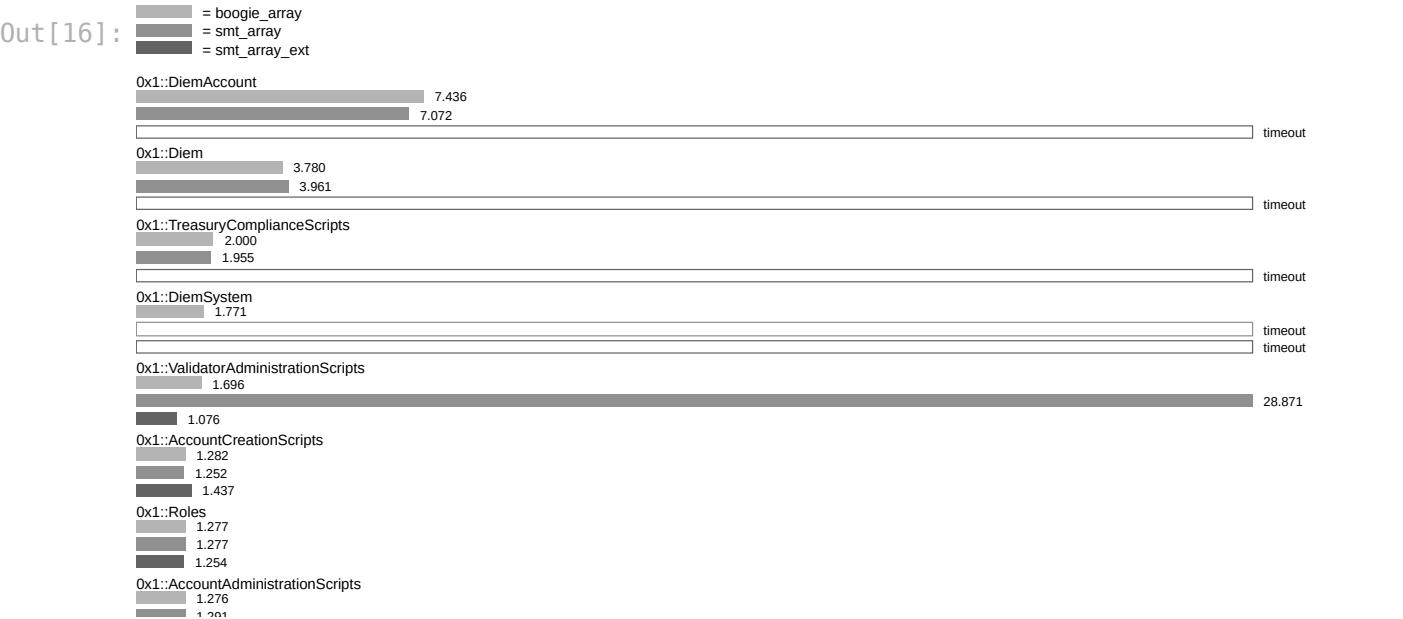 = boogie_array
Out[16]:
= smt_array
= smt_array_ext
0x1::DiemAccount
7.436
7.072
timeout
0x1::Diem
3.780
3.961
timeout
0x1::TreasuryComplianceScripts
2.000
1.955
timeout
0x1::DiemSystem
1.771
timeout
timeout
0x1::ValidatorAdministrationScripts
1.696
28.871
1.076
0x1::AccountCreationScripts
1.282
1.252
1.437
0x1::Roles
1.277
1.277
1.254
0x1::AccountAdministrationScripts
1.276
1.291